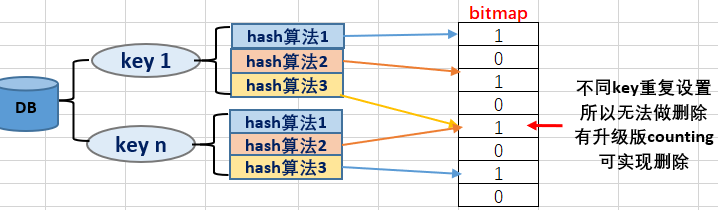 bitmap
DB
key 1
hash算法1
hash算法2
hash算法3
key n
hash算法1
hash算法2
hash算法3
1
0
1
0
1
0
1
0
不同key重复设置
所以无法做删除
有升级版counting
可实现删除